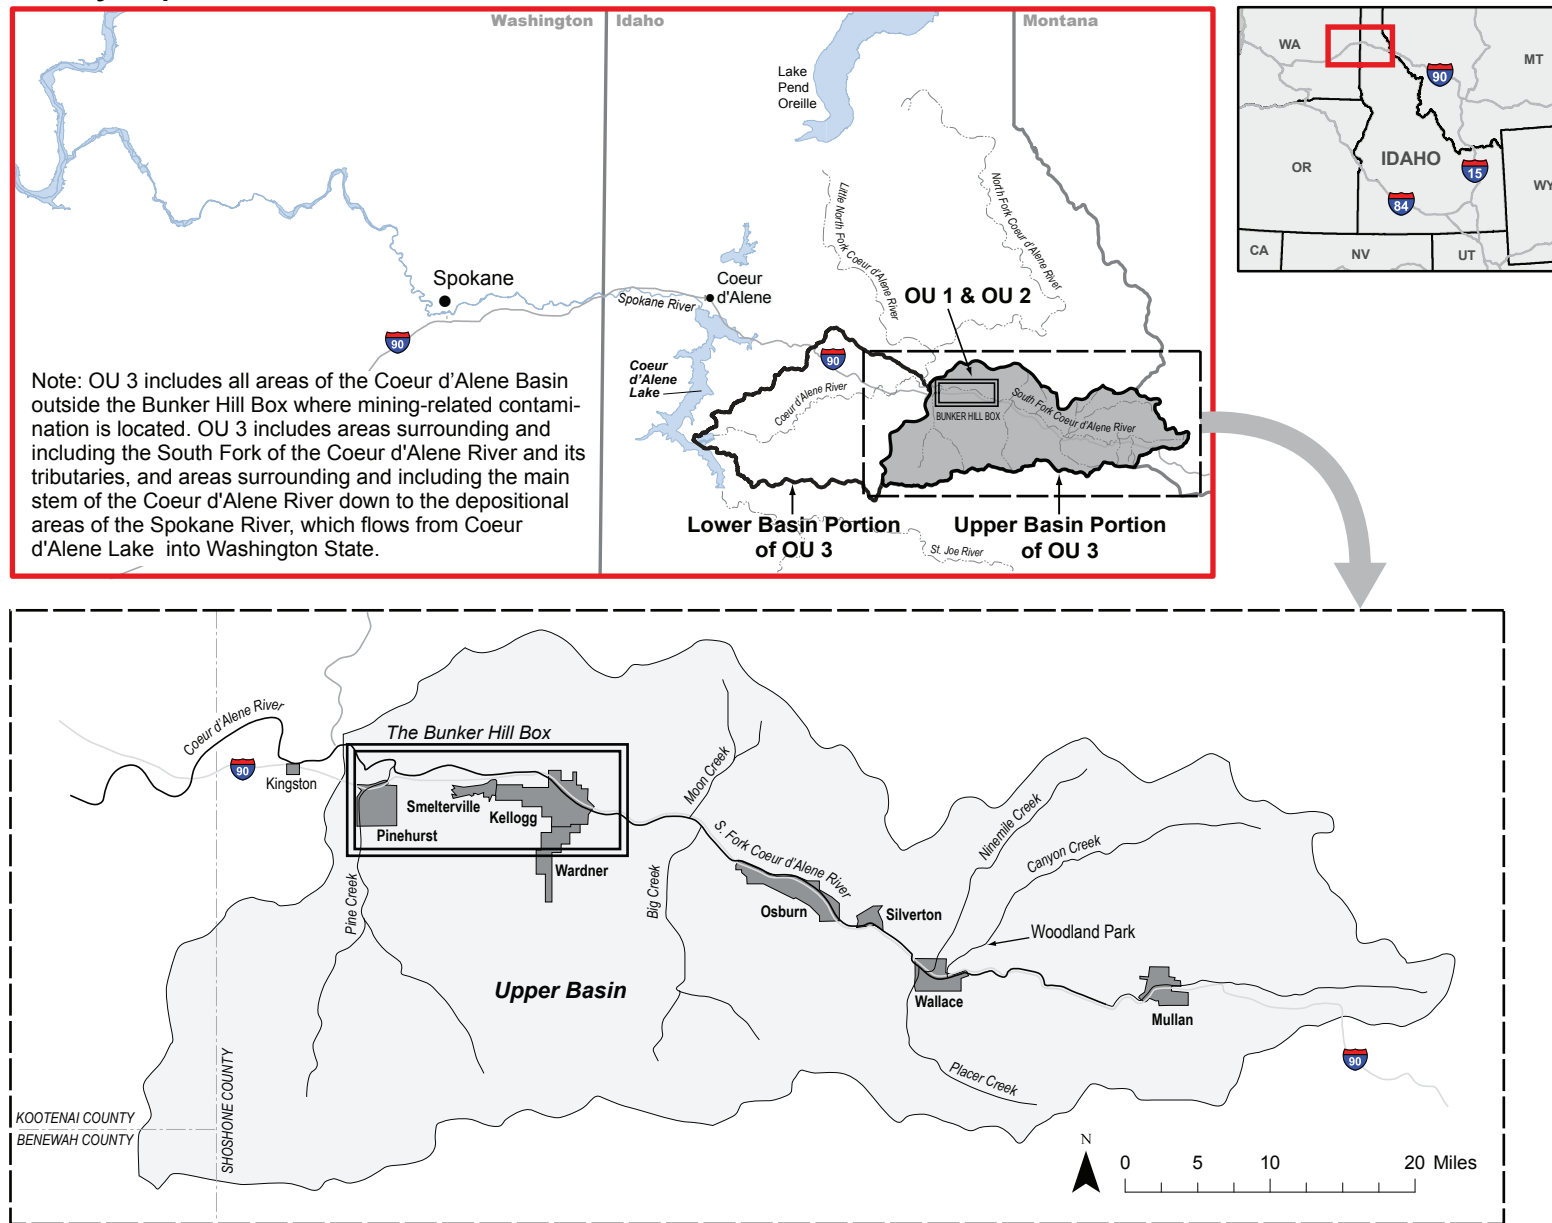 Washington
Idaho
Montana
Lake
Pend
Oreille
Little North Fork Coeur d'Alene River
North Fork Coeur d'Alene River
Spokane
Spokane River
Coeur
d'Alene
90
OU 1 & OU 2
90
Coeur
d'Alene
Lake
Coeur d'Alene River
BUNKER HILL BOX
South Fork Coeur d'Alene River
Note: OU 3 includes all areas of the Coeur d'Alene Basin
outside the Bunker Hill Box where mining-related contami-
nation is located. OU 3 includes areas surrounding and
including the South Fork of the Coeur d'Alene River and its
tributaries, and areas surrounding and including the main
stem of the Coeur d'Alene River down to the depositional
areas of the Spokane River, which flows from Coeur
d'Alene Lake into Washington State.
Lower Basin Portion
of OU 3
Upper Basin Portion
of OU 3
St. Joe River
WA
MT
90
OR
IDAHO
15
WY
84
CA
NV
UT
Coeur d'Alene River
The Bunker Hill Box
90
Kingston
Smelterville
Kellogg
Pinehurst
Wardner
Moon Creek
Pine Creek
Big Creek
S. Fork Coeur d'Alene River
Ninemile Creek
Canyon Creek
Osburn
Silverton
Woodland Park
Upper Basin
Wallace
Mullan
Placer Creek
90
KOOTENAI COUNTY
BENEWAH COUNTY
SHOSHONE COUNTY
N
0 5 10 20 Miles